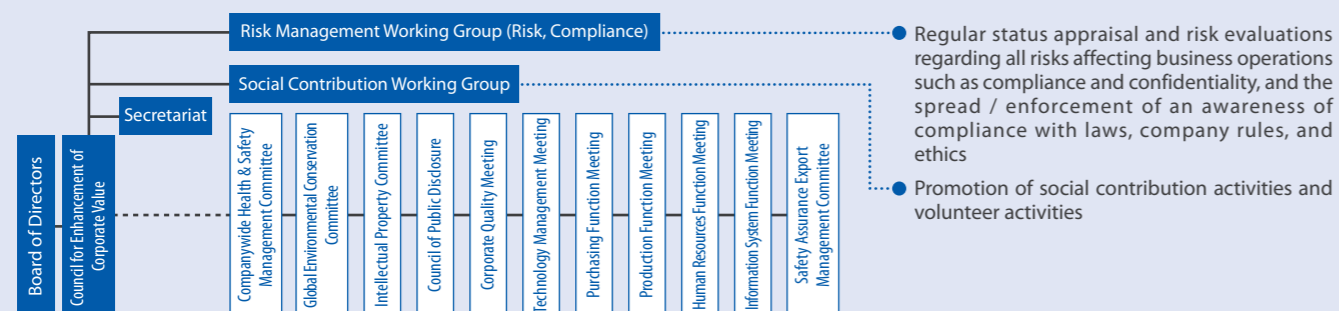 Risk Management Working Group (Risk, Compliance)
Social Contribution Working Group
Secretariat
Board of Directors
Council for Enhancement of
Corporate Value
Companywide Health & Safety
Management Committee
Global Environmental Conservation
Committee
Intellectual Property Committee
Council of Public Disclosure
Corporate Quality Meeting
Technology Management Meeting
Purchasing Function Meeting
Production Function Meeting
Human Resources Function Meeting
Information System Function Meeting
Safety Assurance Export
Management Committee
Regular status appraisal and risk evaluations
regarding all risks affecting business operations
such as compliance and confidentiality, and the
spread / enforcement of an awareness of
compliance with laws, company rules, and
ethics
Promotion of social contribution activities and
volunteer activities